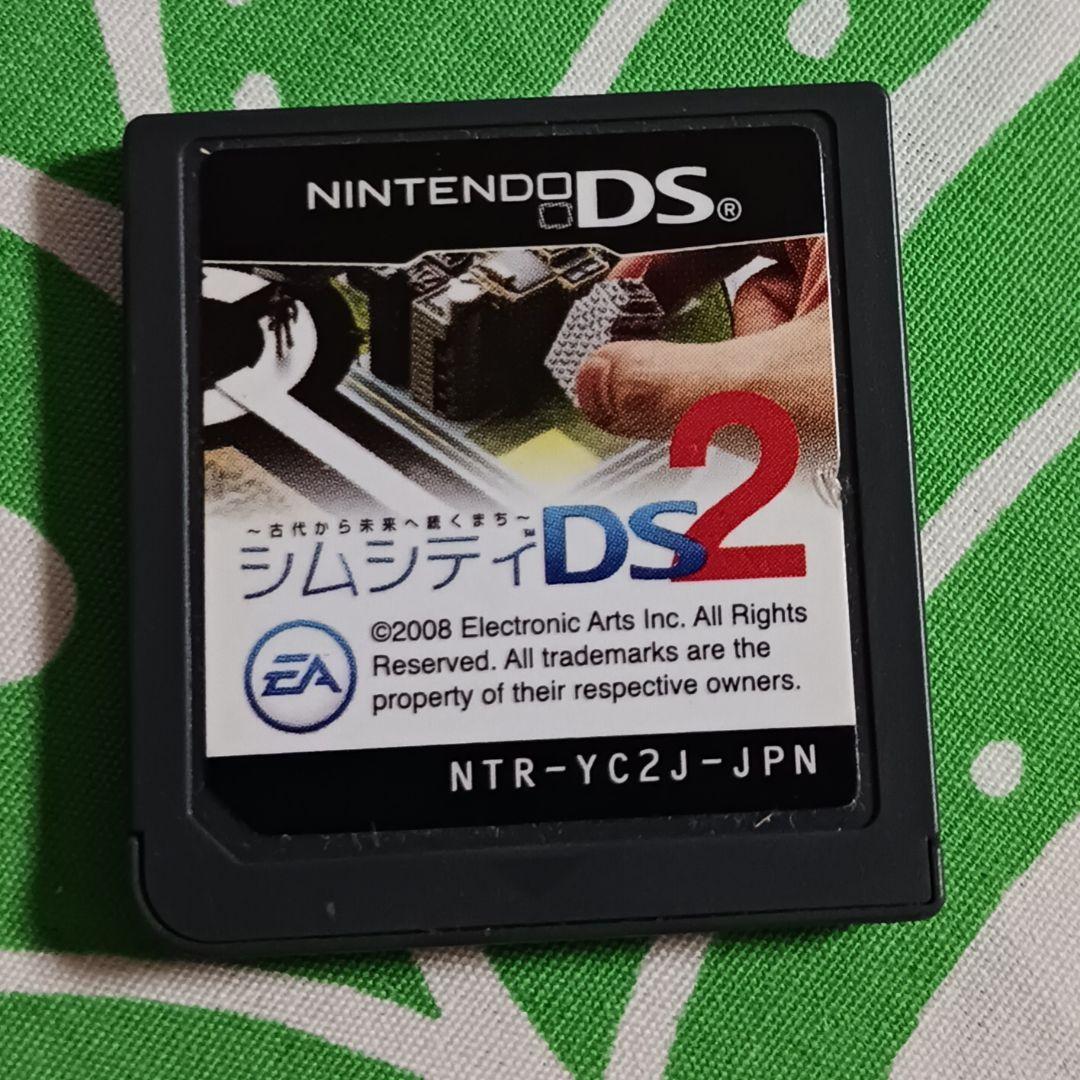 NINTENDO DS®
～古代から未来へ続くまち～
シムシティDS2
™
EA
©2008 Electronic Arts Inc. All Rights
Reserved. All trademarks are the
property of their respective owners.
NTR-YC2J-JPN